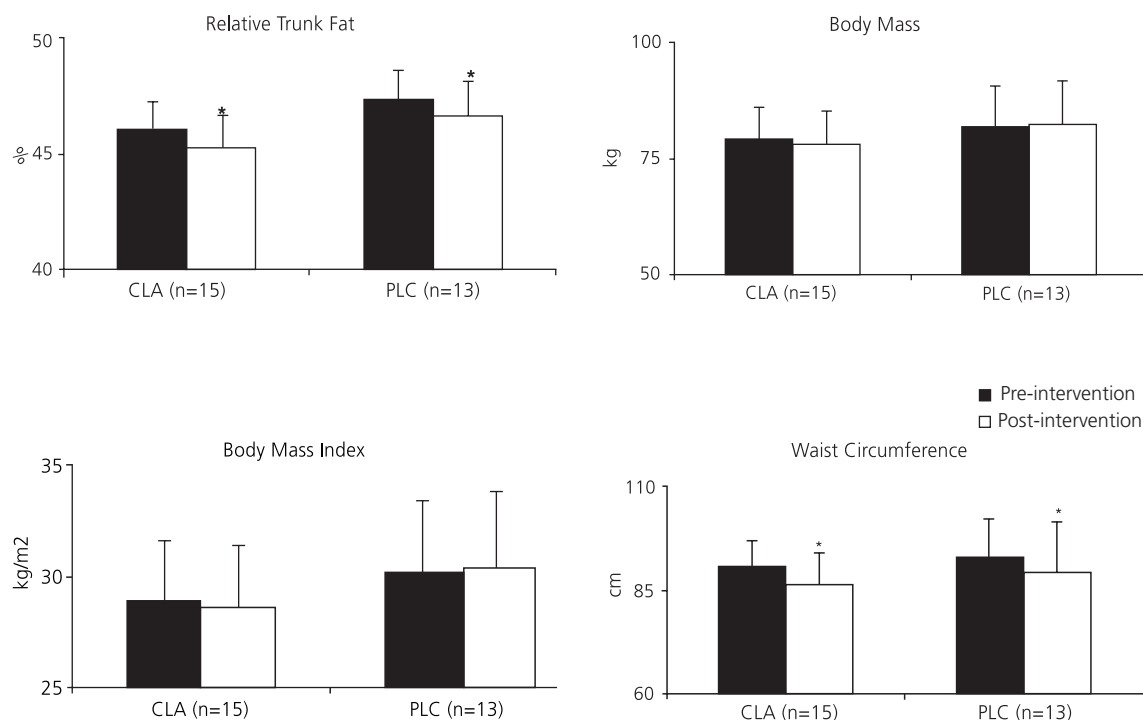 Relative Trunk Fat
50
45
40
%
*
*
CLA (n=15)
PLC (n=13)
Body Mass
100
75
50
kg
CLA (n=15)
PLC (n=13)
Pre-intervention
Post-intervention
Body Mass Index
35
30
25
kg/m2
CLA (n=15)
PLC (n=13)
Waist Circumference
110
85
60
cm
*
*
CLA (n=15)
PLC (n=13)